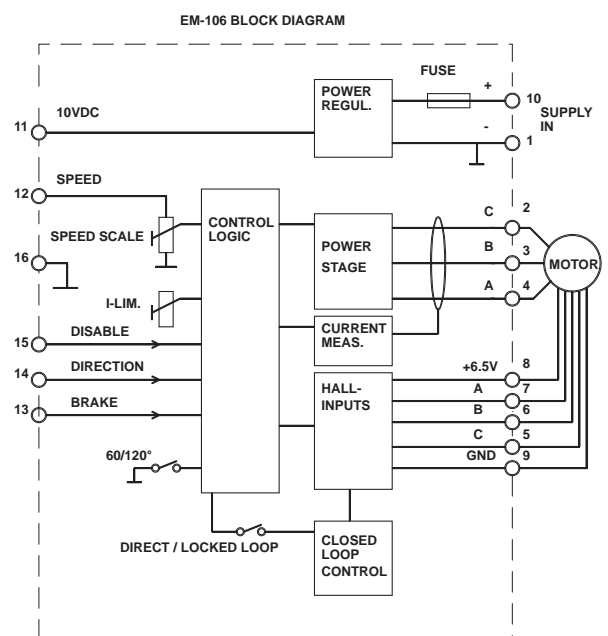 EM-106 BLOCK DIAGRAM
FUSE
POWER
REGUL.
+
10
SUPPLY
IN
-
1
10VDC
11
SPEED
12
SPEED SCALE
CONTROL
LOGIC
16
POWER
STAGE
C
2
B
3
A
4
MOTOR
I-LIM.
DISABLE
15
CURRENT
MEAS.
DIRECTION
14
BRAKE
13
HALL-
INPUTS
+6.5V
8
A
7
B
6
C
5
GND
9
60/120°
DIRECT / LOCKED LOOP
CLOSED
LOOP
CONTROL